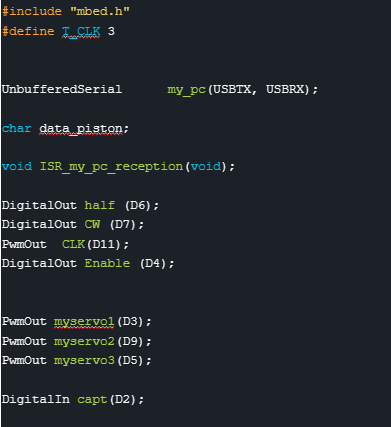 #include "mbed.h"
#define T_CLK 3
UnbufferedSerial my_pc(USBTX, USBRX);
char data_piston;
void ISR_my_pc_reception(void);
DigitalOut half (D6);
DigitalOut CW (D7);
PwmOut CLK(D11);
DigitalOut Enable (D4);
PwmOut myservo1(D3);
PwmOut myservo2(D9);
PwmOut myservo3(D5);
DigitalIn capt(D2);